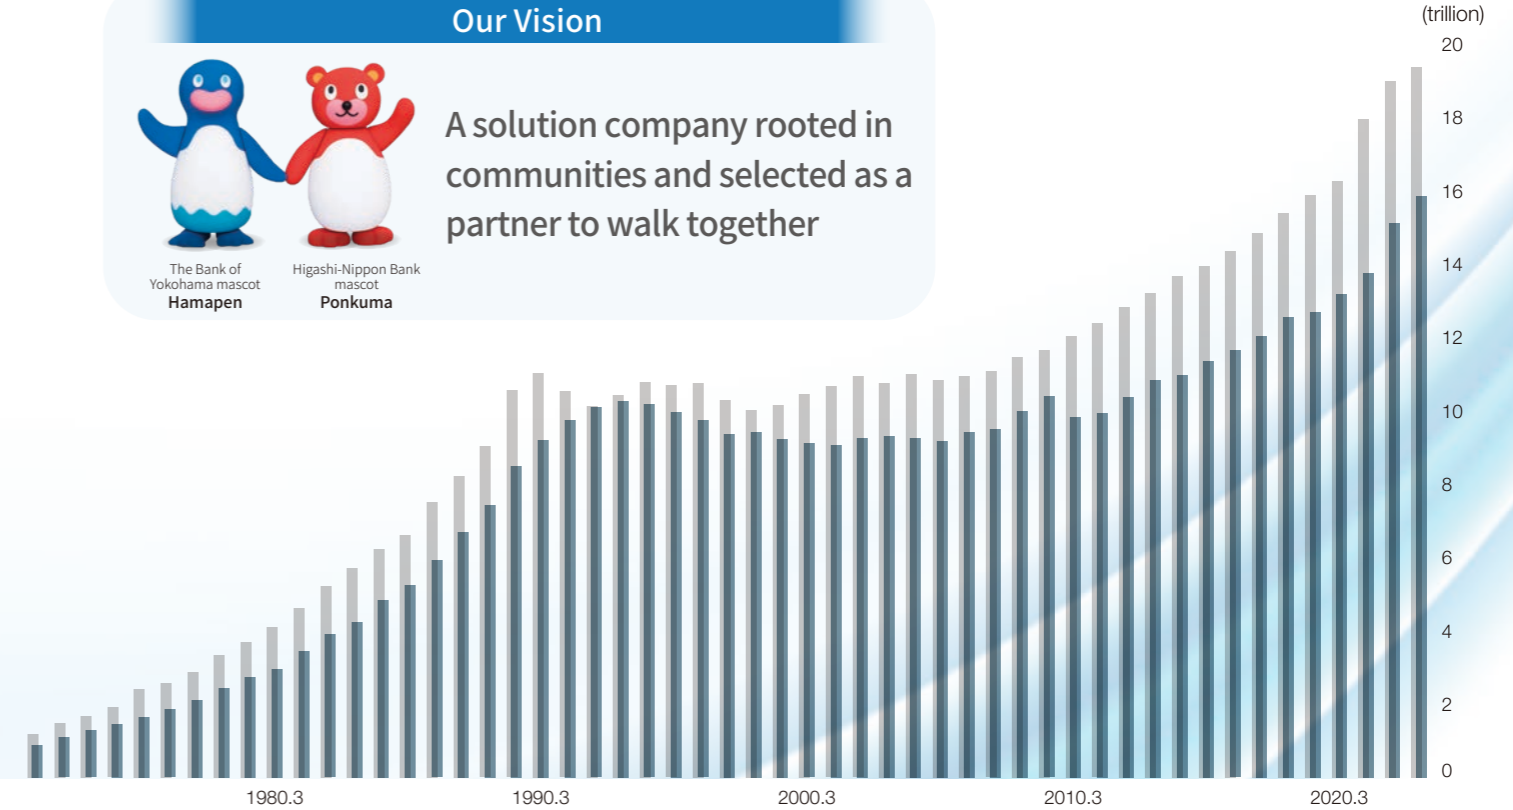 Our Vision
A solution company rooted in
communities and selected as a
partner to walk together
The Bank of
Yokohama mascot
Hamapen
Higashi-Nippon Bank
mascot
Ponkuma
(trillion)
20
18
16
14
12
10
8
6
4
2
0
1980.3
1990.3
2000.3
2010.3
2020.3